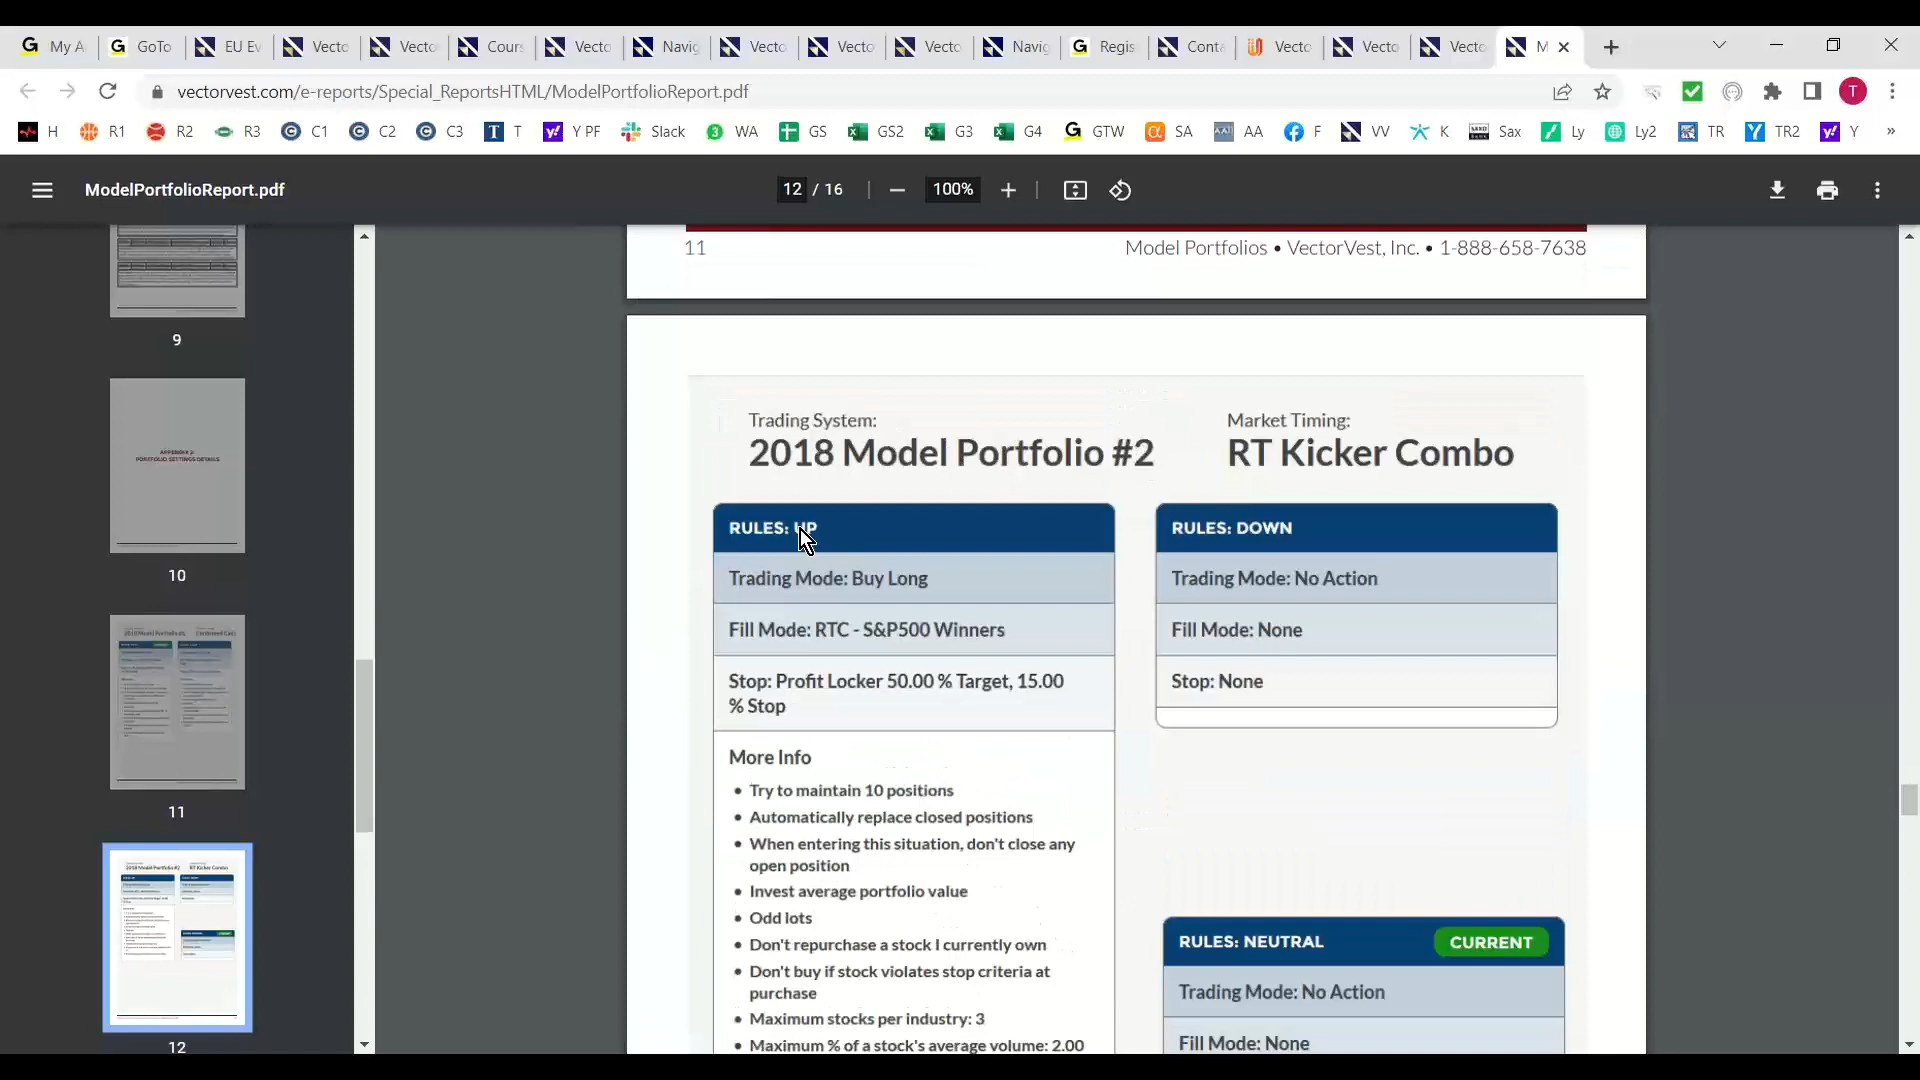 My A
GoTo
EU Ev
Vecto
Vecto
Cours
Vecto
Navig
Vecto
Vecto
Vecto
Navig
Regis
Conta
Vecto
Vecto
Vecto
M
vectorvest.com/e-reports/Special_ReportsHTML/ModelPortfolioReport.pdf
T
H R1 R2 R3 C1 C2 C3 T Y PF Slack WA GS GS2 G3 G4 GTW SA AA F VV K Sax Ly Ly2 TR TR2 Y »
ModelPortfolioReport.pdf
12 / 16
100%
11 Model Portfolios • VectorVest, Inc. • 1-888-658-7638
9
10
11
12
Trading System:
2018 Model Portfolio #2
Market Timing:
RT Kicker Combo
RULES: UP
Trading Mode: Buy Long
Fill Mode: RTC - S&P500 Winners
Stop: Profit Locker 50.00 % Target, 15.00
% Stop
More Info
• Try to maintain 10 positions
• Automatically replace closed positions
• When entering this situation, don't close any
open position
• Invest average portfolio value
• Odd lots
• Don't repurchase a stock I currently own
• Don't buy if stock violates stop criteria at
purchase
• Maximum stocks per industry: 3
• Maximum % of a stock's average volume: 2.00
RULES: DOWN
Trading Mode: No Action
Fill Mode: None
Stop: None
RULES: NEUTRAL
CURRENT
Trading Mode: No Action
Fill Mode: None